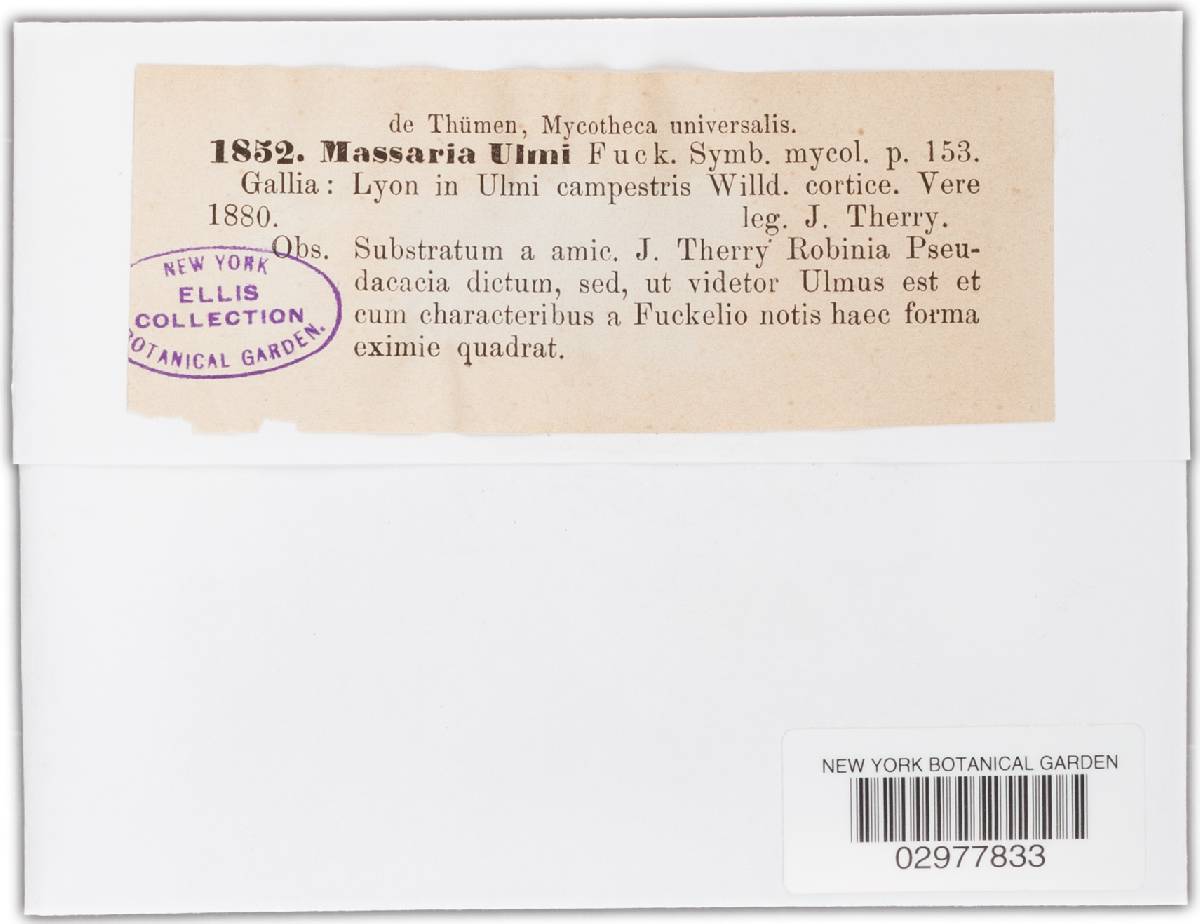 de Thümen, Mycotheca universalis.
1852. Massaria Ulmi Fuck. Symb. mycol. p. 153.
Gallia: Lyon in Ulmi campestris Willd. cortice. Vere
1880. leg. J. Therry.
Obs. Substratum a amic. J. Therry Robinia Pseu-
dacacia dictum, sed, ut videtor Ulmus est et
cum characteribus a Fuckelio notis haec forma
eximie quadrat.
NEW YORK
ELLIS
COLLECTION
BOTANICAL GARDEN.
NEW YORK BOTANICAL GARDEN
02977833